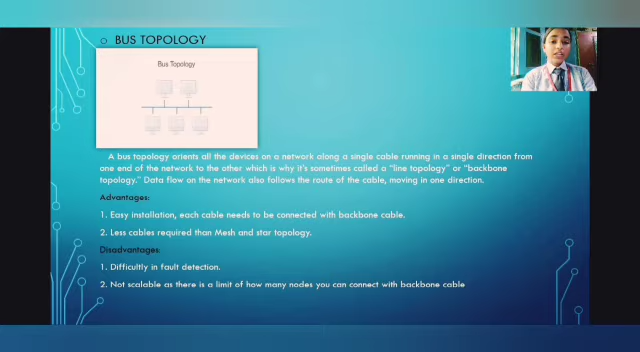 BUS TOPOLOGY
Bus Topology
A bus topology orients all the devices on a network along a single cable running in a single direction from
one end of the network to the other which is why it's sometimes called a "line topology" or "backbone
topology." Data flow on the network also follows the route of the cable, moving in one direction.
Advantages:
1. Easy installation, each cable needs to be connected with backbone cable.
2. Less cables required than Mesh and star topology.
Disadvantages:
1. Difficultly in fault detection.
2. Not scalable as there is a limit of how many nodes you can connect with backbone cable